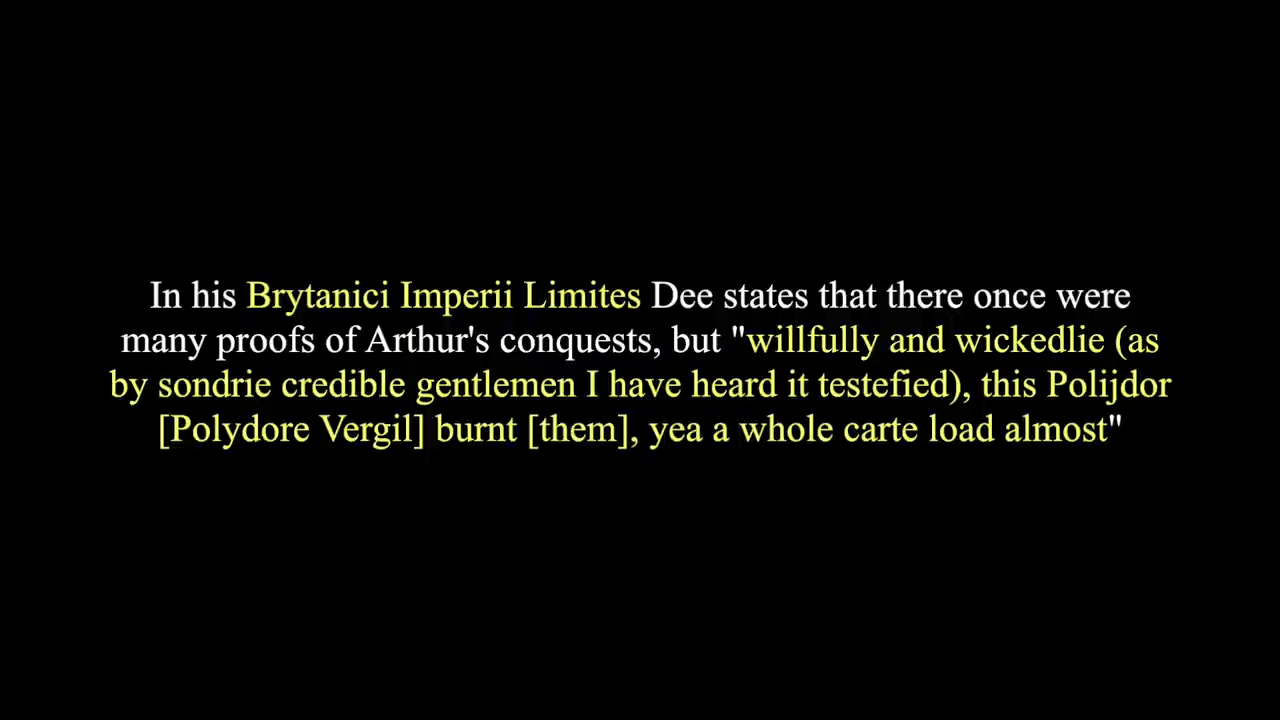 In his Brytanici Imperii Limites Dee states that there once were
many proofs of Arthur's conquests, but "willfully and wickedlie (as
by sondrie credible gentlemen I have heard it testefied), this Polijdor
[Polydore Vergil] burnt [them], yea a whole carte load almost"